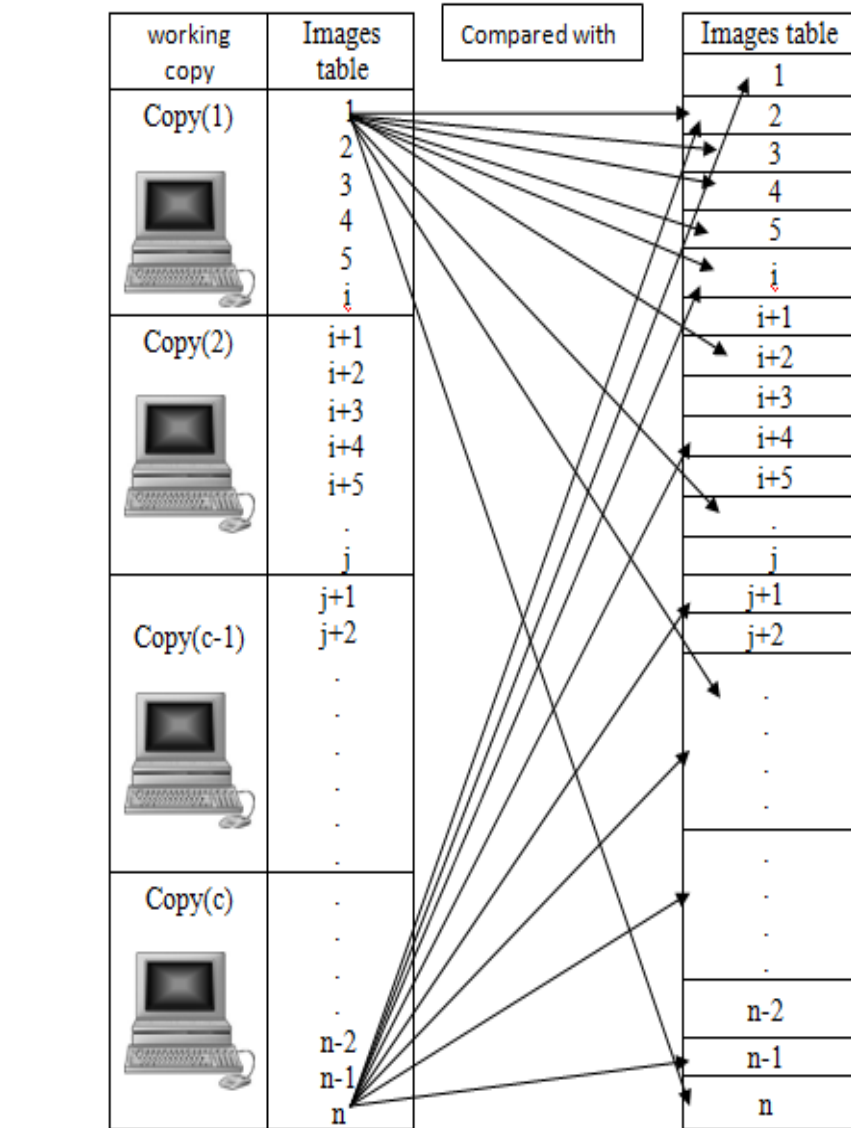 working
copy
Images
table
Compared with
Images table
Copy(1)
1
2
3
4
5
i
Copy(2)
i+1
i+2
i+3
i+4
i+5
.
j
Copy(c-1)
j+1
j+2
.
.
.
.
.
.
Copy(c)
.
.
.
.
n-2
n-1
n
1
2
3
4
5
i
i+1
i+2
i+3
i+4
i+5
.
j
j+1
j+2
.
.
.
.
.
.
.
.
n-2
n-1
n